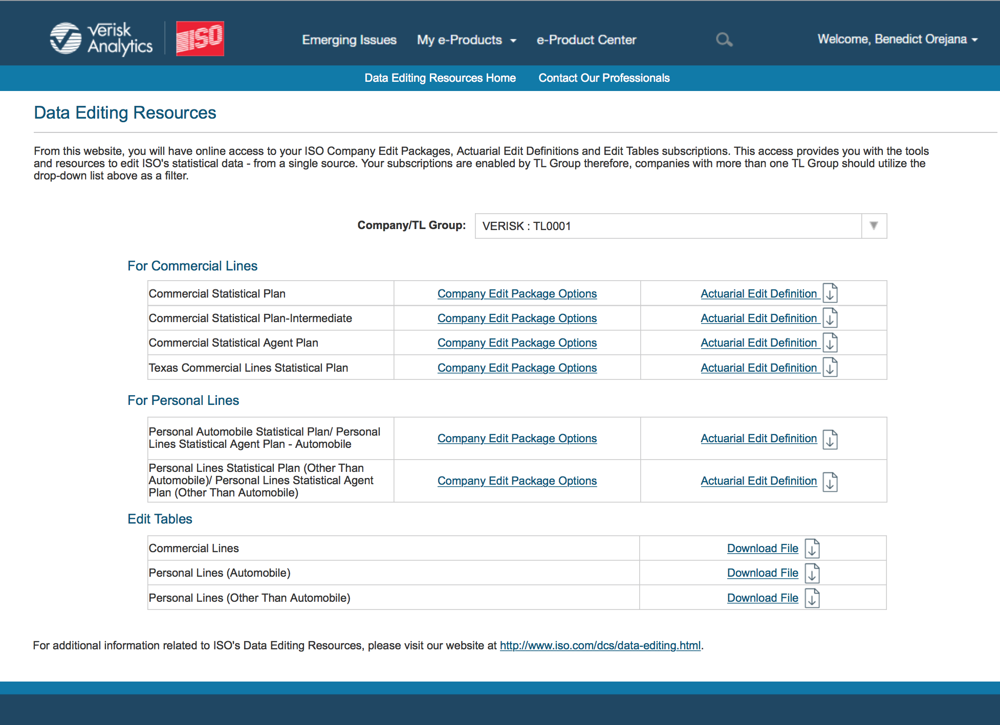 Verisk Analytics ISO Emerging Issues My e-Products e-Product Center Welcome, Benedict Orejana
Data Editing Resources Home Contact Our Professionals
Data Editing Resources
From this website, you will have online access to your ISO Company Edit Packages, Actuarial Edit Definitions and Edit Tables subscriptions. This access provides you with the tools
and resources to edit ISO's statistical data - from a single source. Your subscriptions are enabled by TL Group therefore, companies with more than one TL Group should utilize the
drop-down list above as a filter.
Company/TL Group: VERISK : TL0001
For Commercial Lines
Commercial Statistical Plan Company Edit Package Options Actuarial Edit Definition
Commercial Statistical Plan-Intermediate Company Edit Package Options Actuarial Edit Definition
Commercial Statistical Agent Plan Company Edit Package Options Actuarial Edit Definition
Texas Commercial Lines Statistical Plan Company Edit Package Options Actuarial Edit Definition
For Personal Lines
Personal Automobile Statistical Plan/ Personal
Lines Statistical Agent Plan - Automobile
Company Edit Package Options Actuarial Edit Definition
Personal Lines Statistical Plan (Other Than
Automobile)/ Personal Lines Statistical Agent
Plan (Other Than Automobile)
Company Edit Package Options Actuarial Edit Definition
Edit Tables
Commercial Lines Download File
Personal Lines (Automobile) Download File
Personal Lines (Other Than Automobile) Download File
For additional information related to ISO's Data Editing Resources, please visit our website at http://www.iso.com/dcs/data-editing.html.